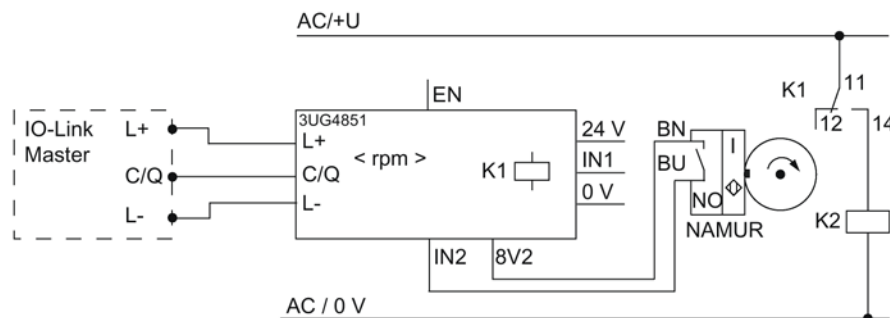 AC/+U
EN
K1
11
12
14
IO-Link
Master
L+
C/Q
L-
3UG4851
L+
< rpm >
C/Q
L-
K1
24 V
IN1
0 V
BN
BU
I
NO
NAMUR
K2
IN2
8V2
AC / 0 V